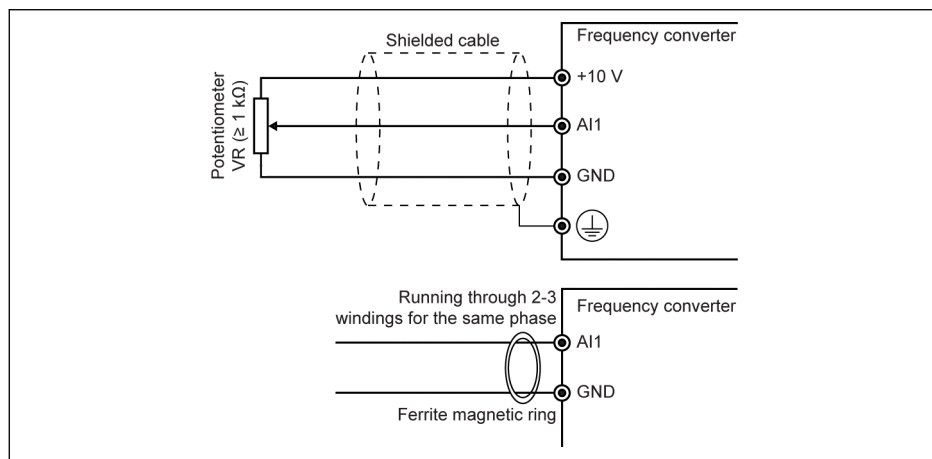 Shielded cable
Frequency converter
+10 V
Potentiometer
VR (≥ 1 kΩ)
AI1
GND
Running through 2-3
windings for the same phase
Frequency converter
AI1
GND
Ferrite magnetic ring